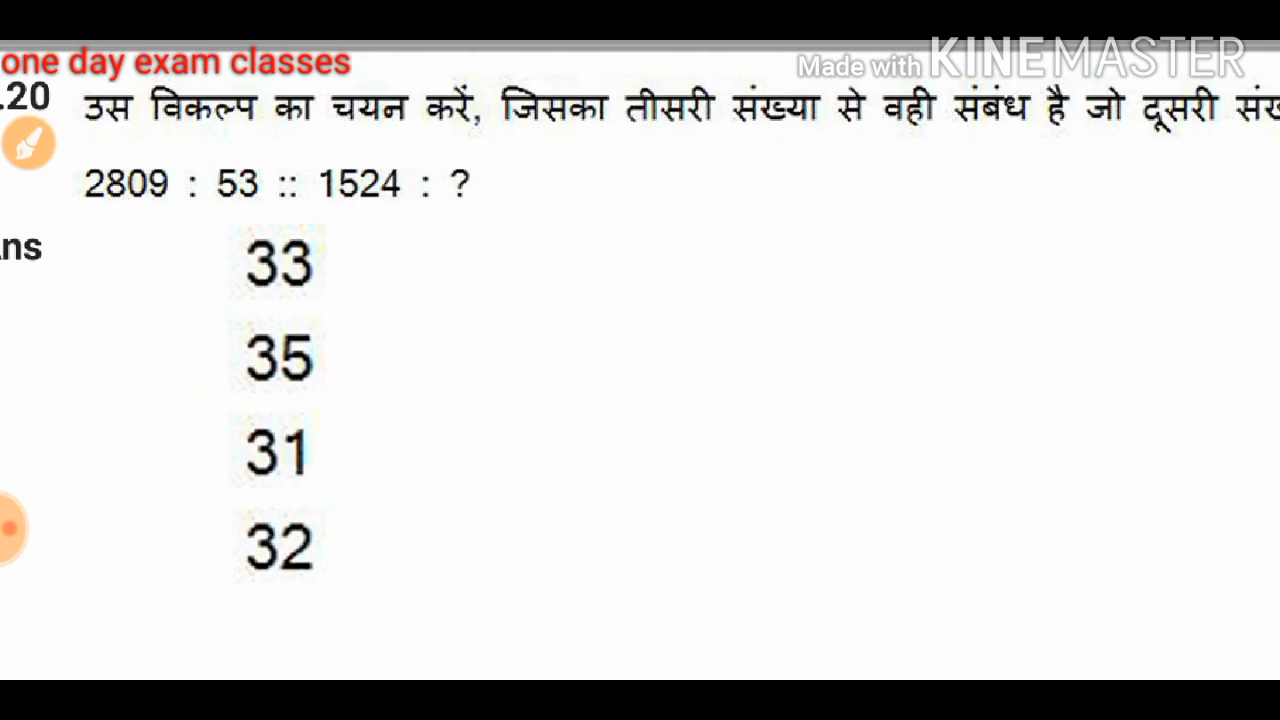 one day exam classes
Made with KINEMASTER
.20 उस विकल्प का चयन करें, जिसका तीसरी संख्या से वही संबंध है जो दूसरी
2809 : 53 :: 1524 : ?
ns
33
35
31
32